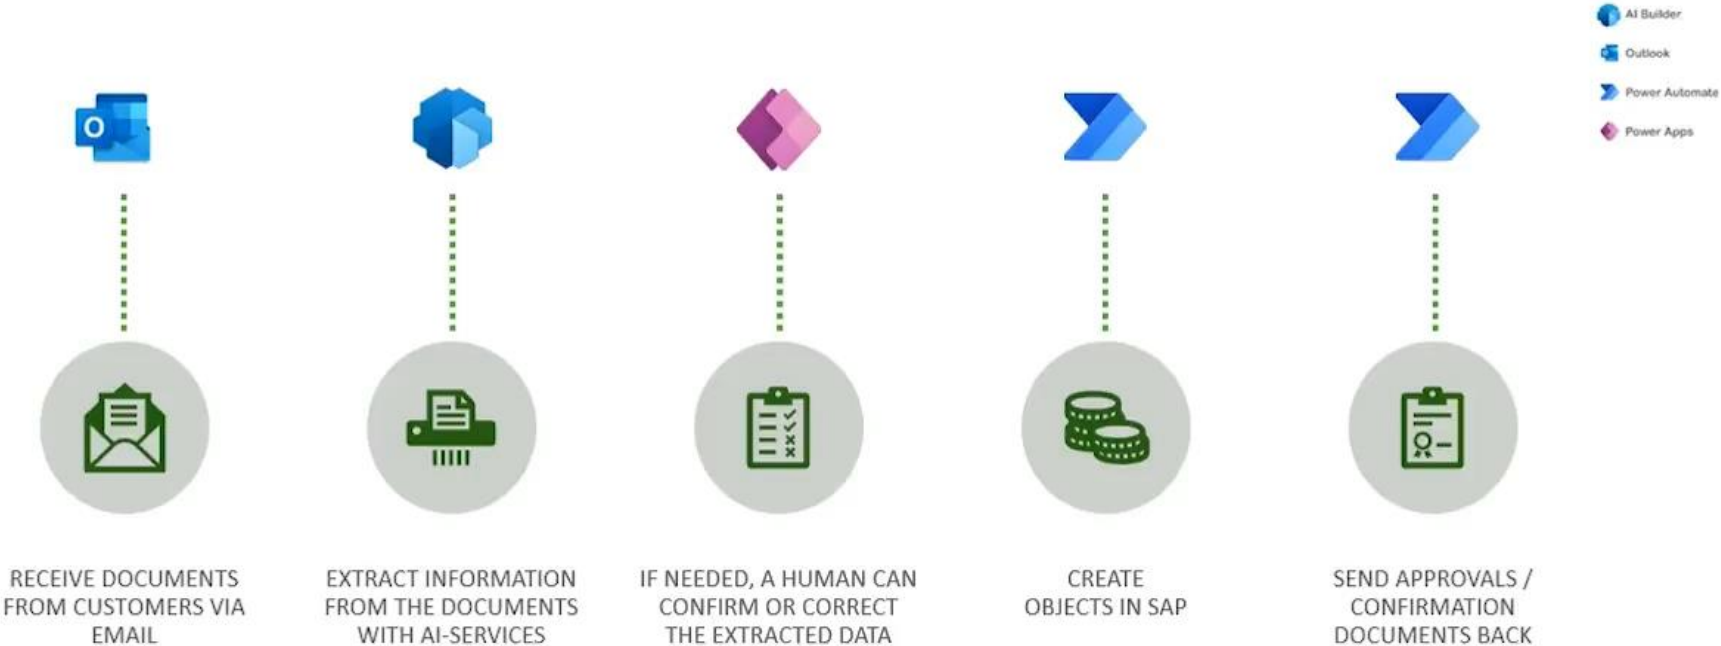 AI Builder
Outlook
Power Automate
Power Apps
O
RECEIVE DOCUMENTS
FROM CUSTOMERS VIA
EMAIL
EXTRACT INFORMATION
FROM THE DOCUMENTS
WITH AI-SERVICES
IF NEEDED, A HUMAN CAN
CONFIRM OR CORRECT
THE EXTRACTED DATA
CREATE
OBJECTS IN SAP
SEND APPROVALS /
CONFIRMATION
DOCUMENTS BACK